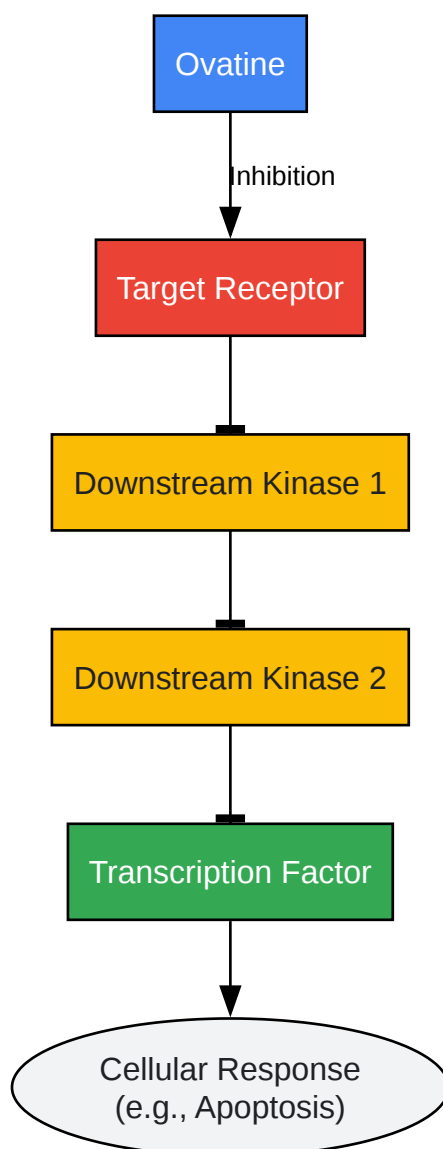 Ovatine
Inhibition
Target Receptor
Downstream Kinase 1
Downstream Kinase 2
Transcription Factor
Cellular Response
(e.g., Apoptosis)